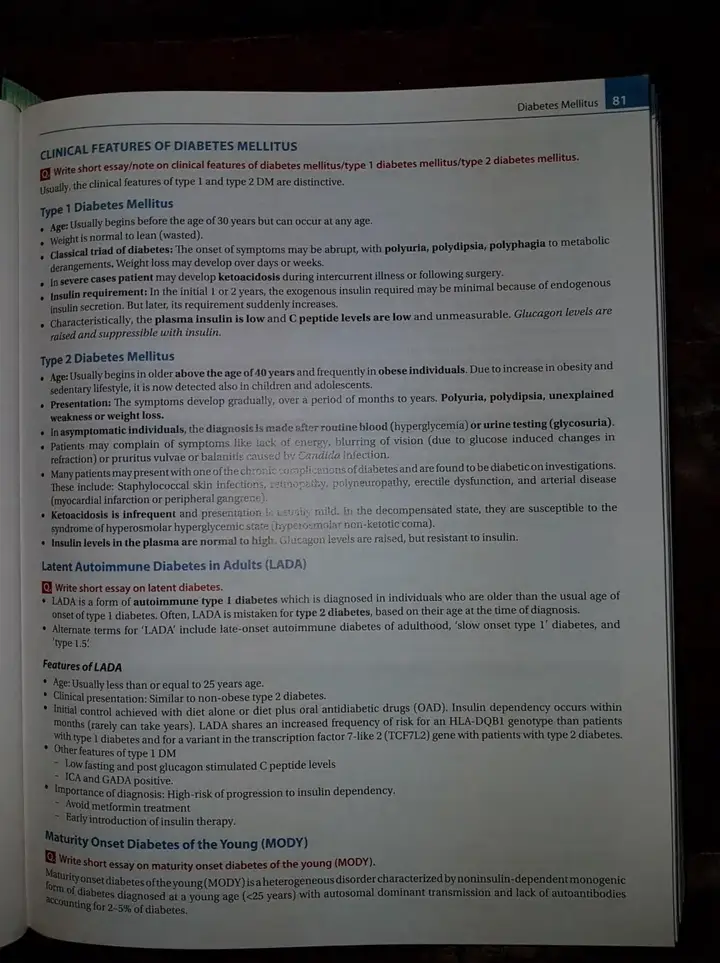 Diabetes Mellitus 81
CLINICAL FEATURES OF DIABETES MELLITUS
Q. Write short essay/note on clinical features of diabetes mellitus/type 1 diabetes mellitus/type 2 diabetes mellitus.
Usually, the clinical features of type 1 and type 2 DM are distinctive.
Type 1 Diabetes Mellitus
• Age: Usually begins before the age of 30 years but can occur at any age.
• Weight is normal to lean (wasted).
• Classical triad of diabetes: The onset of symptoms may be abrupt, with polyuria, polydipsia, polyphagia to metabolic
derangements. Weight loss may develop over days or weeks.
• In severe cases patient may develop ketoacidosis during intercurrent illness or following surgery.
• Insulin requirement: In the initial 1 or 2 years, the exogenous insulin required may be minimal because of endogenous
insulin secretion. But later, its requirement suddenly increases.
• Characteristically, the plasma insulin is low and C peptide levels are low and unmeasurable. Glucagon levels are
raised and suppressible with insulin.
Type 2 Diabetes Mellitus
• Age: Usually begins in older above the age of 40 years and frequently in obese individuals. Due to increase in obesity and
sedentary lifestyle, it is now detected also in children and adolescents.
• Presentation: The symptoms develop gradually, over a period of months to years. Polyuria, polydipsia, unexplained
weakness or weight loss.
• In asymptomatic individuals, the diagnosis is made after routine blood (hyperglycemia) or urine testing (glycosuria).
• Patients may complain of symptoms like lack of energy, blurring of vision (due to glucose induced changes in
refraction) or pruritus vulvae or balanitis caused by Candida infection.
• Many patients may present with one of the chronic complications of diabetes and are found to be diabetic on investigations.
These include: Staphylococcal skin infections, retinopathy, polyneuropathy, erectile dysfunction, and arterial disease
(myocardial infarction or peripheral gangrene).
• Ketoacidosis is infrequent and presentation is usually mild. In the decompensated state, they are susceptible to the
syndrome of hyperosmolar hyperglycemic state (hyperosmolar non-ketotic coma).
• Insulin levels in the plasma are normal to high. Glucagon levels are raised, but resistant to insulin.
Latent Autoimmune Diabetes in Adults (LADA)
Q. Write short essay on latent diabetes.
• LADA is a form of autoimmune type 1 diabetes which is diagnosed in individuals who are older than the usual age of
onset of type 1 diabetes. Often, LADA is mistaken for type 2 diabetes, based on their age at the time of diagnosis.
• Alternate terms for 'LADA' include late-onset autoimmune diabetes of adulthood, 'slow onset type 1' diabetes, and
'type 1.5'.
Features of LADA
• Age: Usually less than or equal to 25 years age.
• Clinical presentation: Similar to non-obese type 2 diabetes.
• Initial control achieved with diet alone or diet plus oral antidiabetic drugs (OAD). Insulin dependency occurs within
months (rarely can take years). LADA shares an increased frequency of risk for an HLA-DQB1 genotype than patients
with type 1 diabetes and for a variant in the transcription factor 7-like 2 (TCF7L2) gene with patients with type 2 diabetes.
• Other features of type 1 DM
- Low fasting and post glucagon stimulated C peptide levels
- ICA and GADA positive.
• Importance of diagnosis: High-risk of progression to insulin dependency.
- Avoid metformin treatment
- Early introduction of insulin therapy.
Maturity Onset Diabetes of the Young (MODY)
Q. Write short essay on maturity onset diabetes of the young (MODY).
Maturity onset diabetes of the young (MODY) is a heterogeneous disorder characterized by noninsulin-dependent monogenic
form of diabetes diagnosed at a young age (<25 years) with autosomal dominant transmission and lack of autoantibodies
accounting for 2–5% of diabetes.